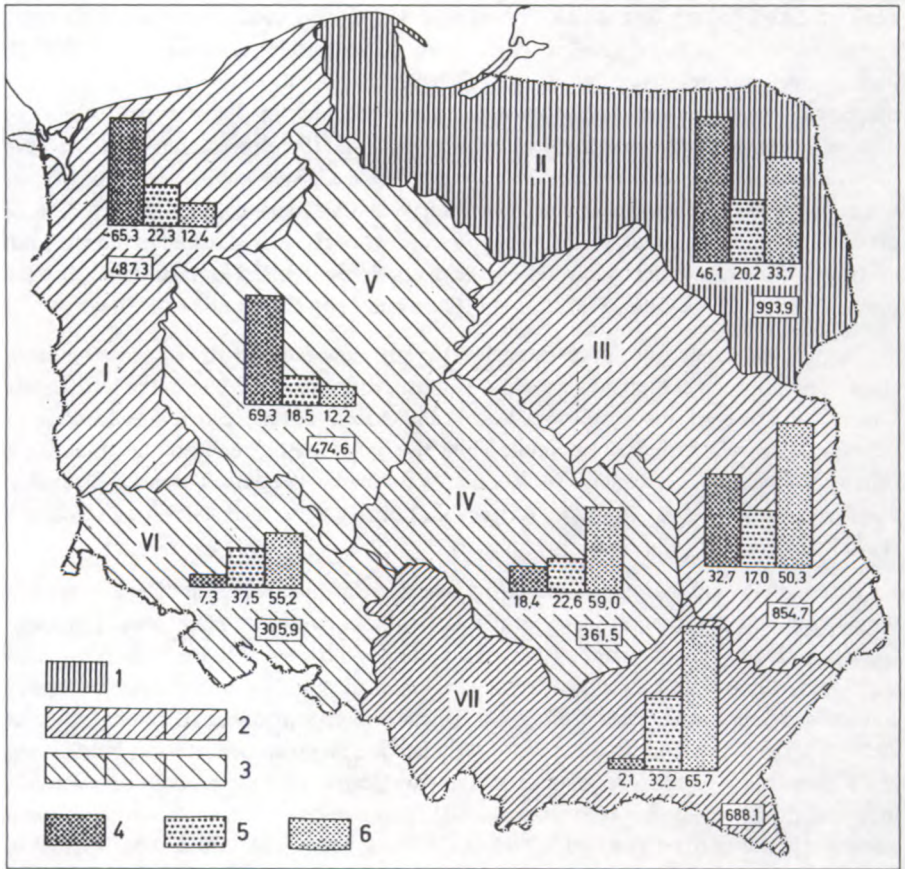 II
65,3 22,3 12,4
487,3
46,1 20,2 33,7
993.9
V
III
I
69,3 18,5 12,2
474,6
IV
VI
7,3 37,5 55,2
305,9
18,4 22,6 59,0
361,5
32,7 17,0 50,3
854,7
VII
2,1 32,2 65,7
688.1
1
2
3
4 5 6